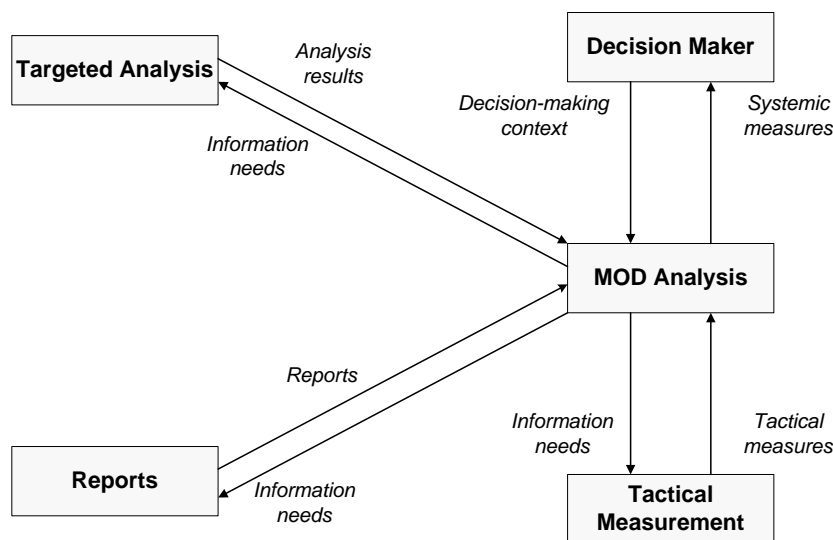 Targeted Analysis
Analysis
results
Information
needs
Decision Maker
Decision-making
context
Systemic
measures
MOD Analysis
Reports
Reports
Information
needs
Information
needs
Tactical
measures
Tactical
Measurement